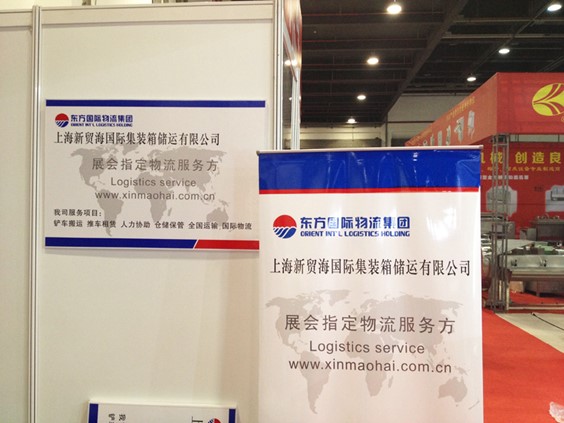 东方国际物流集团
ORIENT INT'L LOGISTICS HOLDING
上海新贸海国际集装箱储运有限公司
展会指定物流服务方
Logistics service
www.xinmaohai.com.cn
我司服务项目:
铲车搬运 推车租赁 人力协助 仓储保管 全国运输 国际物流
东方国际物流集团
ORIENT INT'L LOGISTICS HOLDING
上海新贸海国际集装箱储运有限公司
展会指定物流服务方
Logistics service
www.xinmaohai.com.cn
机械 创造良